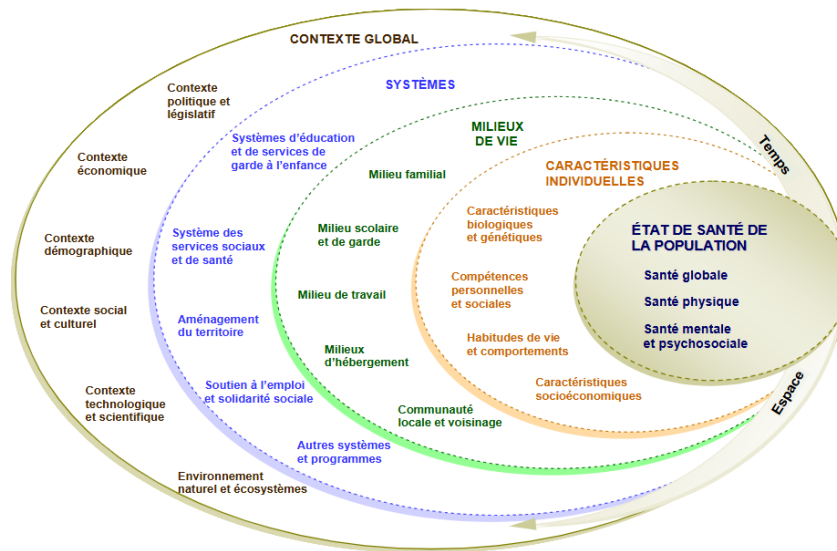 CONTEXTE GLOBAL
Contexte
politique et
législatif
Contexte
économique
Contexte
démographique
Contexte social
et culturel
Contexte
technologique
et scientifique
Environnement
naturel et écosystèmes
SYSTÈMES
Systèmes d'éducation
et de services de
garde à l'enfance
Système des
services sociaux
et de santé
Aménagement
du territoire
Soutien à l'emploi
et solidarité sociale
Autres systèmes
et programmes
MILIEUX
DE VIE
Milieu familial
Milieu scolaire
et de garde
Milieu de travail
Milieux
d'hébergement
Communauté
locale et voisinage
CARACTÉRISTIQUES
INDIVIDUELLES
Caractéristiques
biologiques
et génétiques
Compétences
personnelles
et sociales
Habitudes de vie
et comportements
Caractéristiques
socioéconomiques
ÉTAT DE SANTÉ DE
LA POPULATION
Santé globale
Santé physique
Santé mentale
et psychosociale
Temps
Espace